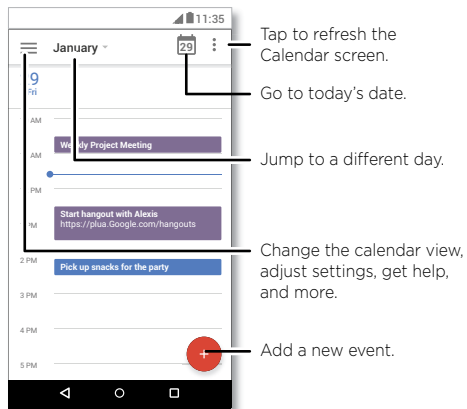 11:35
January
29
Tap to refresh the
Calendar screen.
Go to today's date.
9
Fri
AM
Weekly Project Meeting
AM
Jump to a different day.
PM
Start hangout with Alexis
https://plua.Google.com/hangouts
PM
Change the calendar view,
adjust settings, get help,
and more.
2 PM
Pick up snacks for the party
3 PM
4 PM
Add a new event.
5 PM